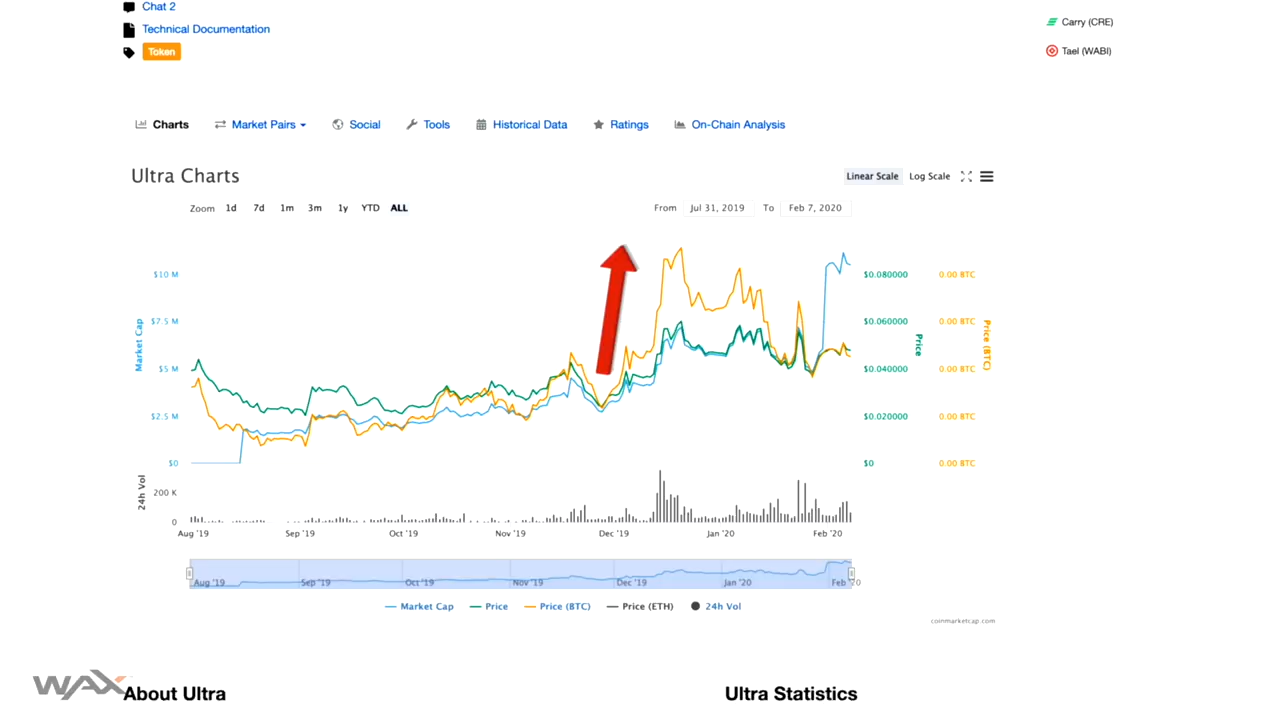 Chat 2
Technical Documentation
Token
Carry (CRE)
Tael (WABI)
Charts Market Pairs Social Tools Historical Data Ratings On-Chain Analysis
Ultra Charts
Linear Scale Log Scale
Zoom 1d 7d 1m 3m 1y YTD ALL
From Jul 31, 2019 To Feb 7, 2020
$10 M $0.080000 0.00 BTC
$7.5 M $0.060000 0.00 BTC
$5 M $0.040000 0.00 BTC
$2.5 M $0.020000 0.00 BTC
$0 $0 0.00 BTC
Market Cap
Price
Price (BTC)
24h Vol
200 K
0
Aug '19 Sep '19 Oct '19 Nov '19 Dec '19 Jan '20 Feb '20
Aug '19 Sep '19 Oct '19 Nov '19 Dec '19 Jan '20 Feb '20
Market Cap Price Price (BTC) Price (ETH) 24h Vol
coinmarketcap.com
WAX
About Ultra
Ultra Statistics